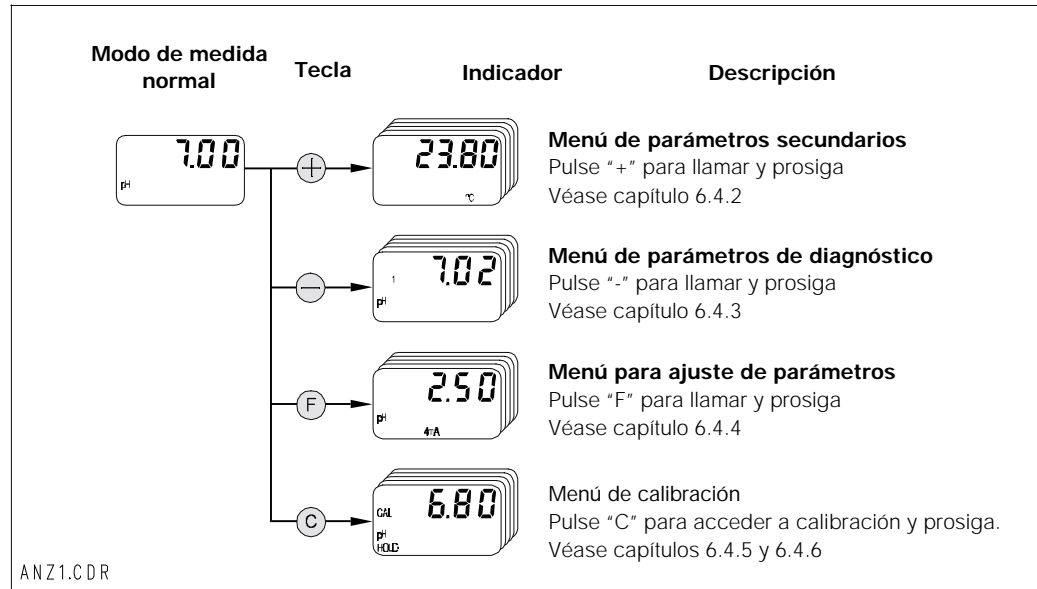 Modo de medida
normal
Tecla
Indicador
Descripción
7.00
pH
+
23.80
°C
Menú de parámetros secundarios
Pulse "+" para llamar y prosiga
Véase capítulo 6.4.2
−
1
7.02
pH
Menú de parámetros de diagnóstico
Pulse "-" para llamar y prosiga
Véase capítulo 6.4.3
F
2.50
pH
4mA
Menú para ajuste de parámetros
Pulse "F" para llamar y prosiga
Véase capítulo 6.4.4
C
CAL
6.80
pH
HOLD
Menú de calibración
Pulse "C" para acceder a calibración y prosiga.
Véase capítulos 6.4.5 y 6.4.6
ANZ1.CDR